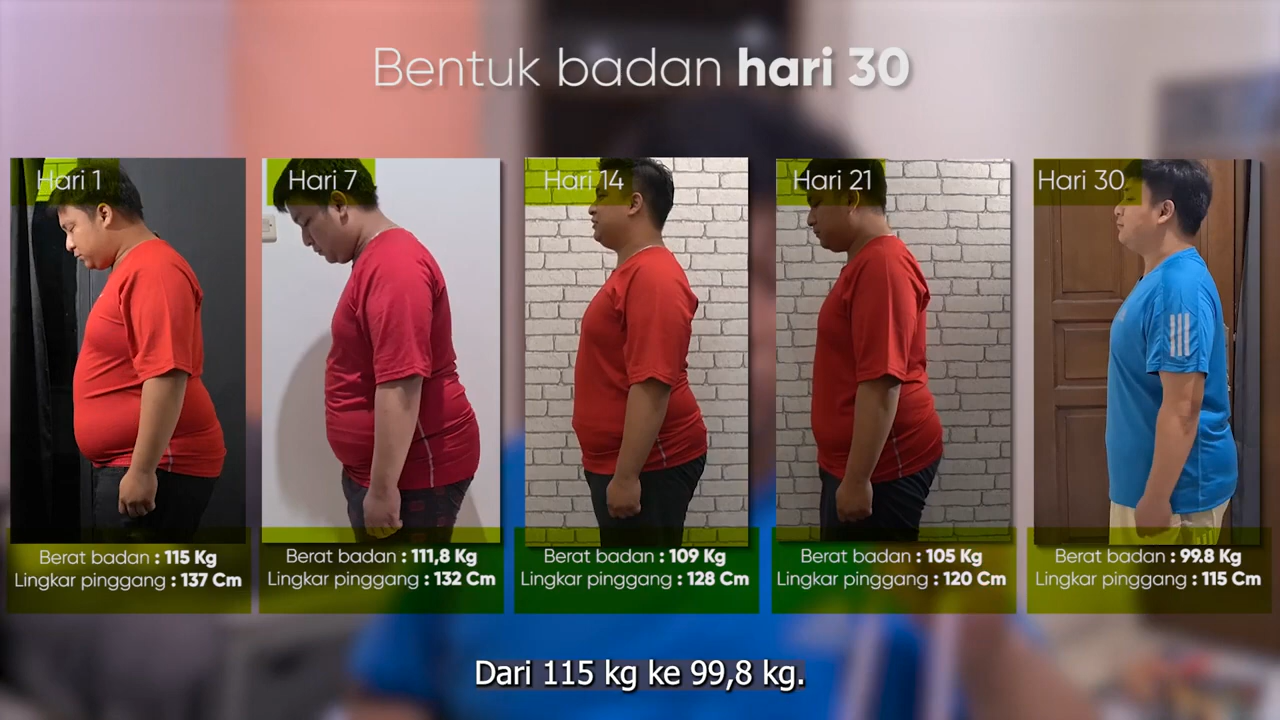 Bentuk badan hari 30
Hari 1
Berat badan : 115 Kg
Lingkar pinggang : 137 Cm
Hari 7
Berat badan : 111,8 Kg
Lingkar pinggang : 132 Cm
Hari 14
Berat badan : 109 Kg
Lingkar pinggang : 128 Cm
Hari 21
Berat badan : 105 Kg
Lingkar pinggang : 120 Cm
Hari 30
Berat badan : 99.8 Kg
Lingkar pinggang : 115 Cm
Dari 115 kg ke 99,8 kg.